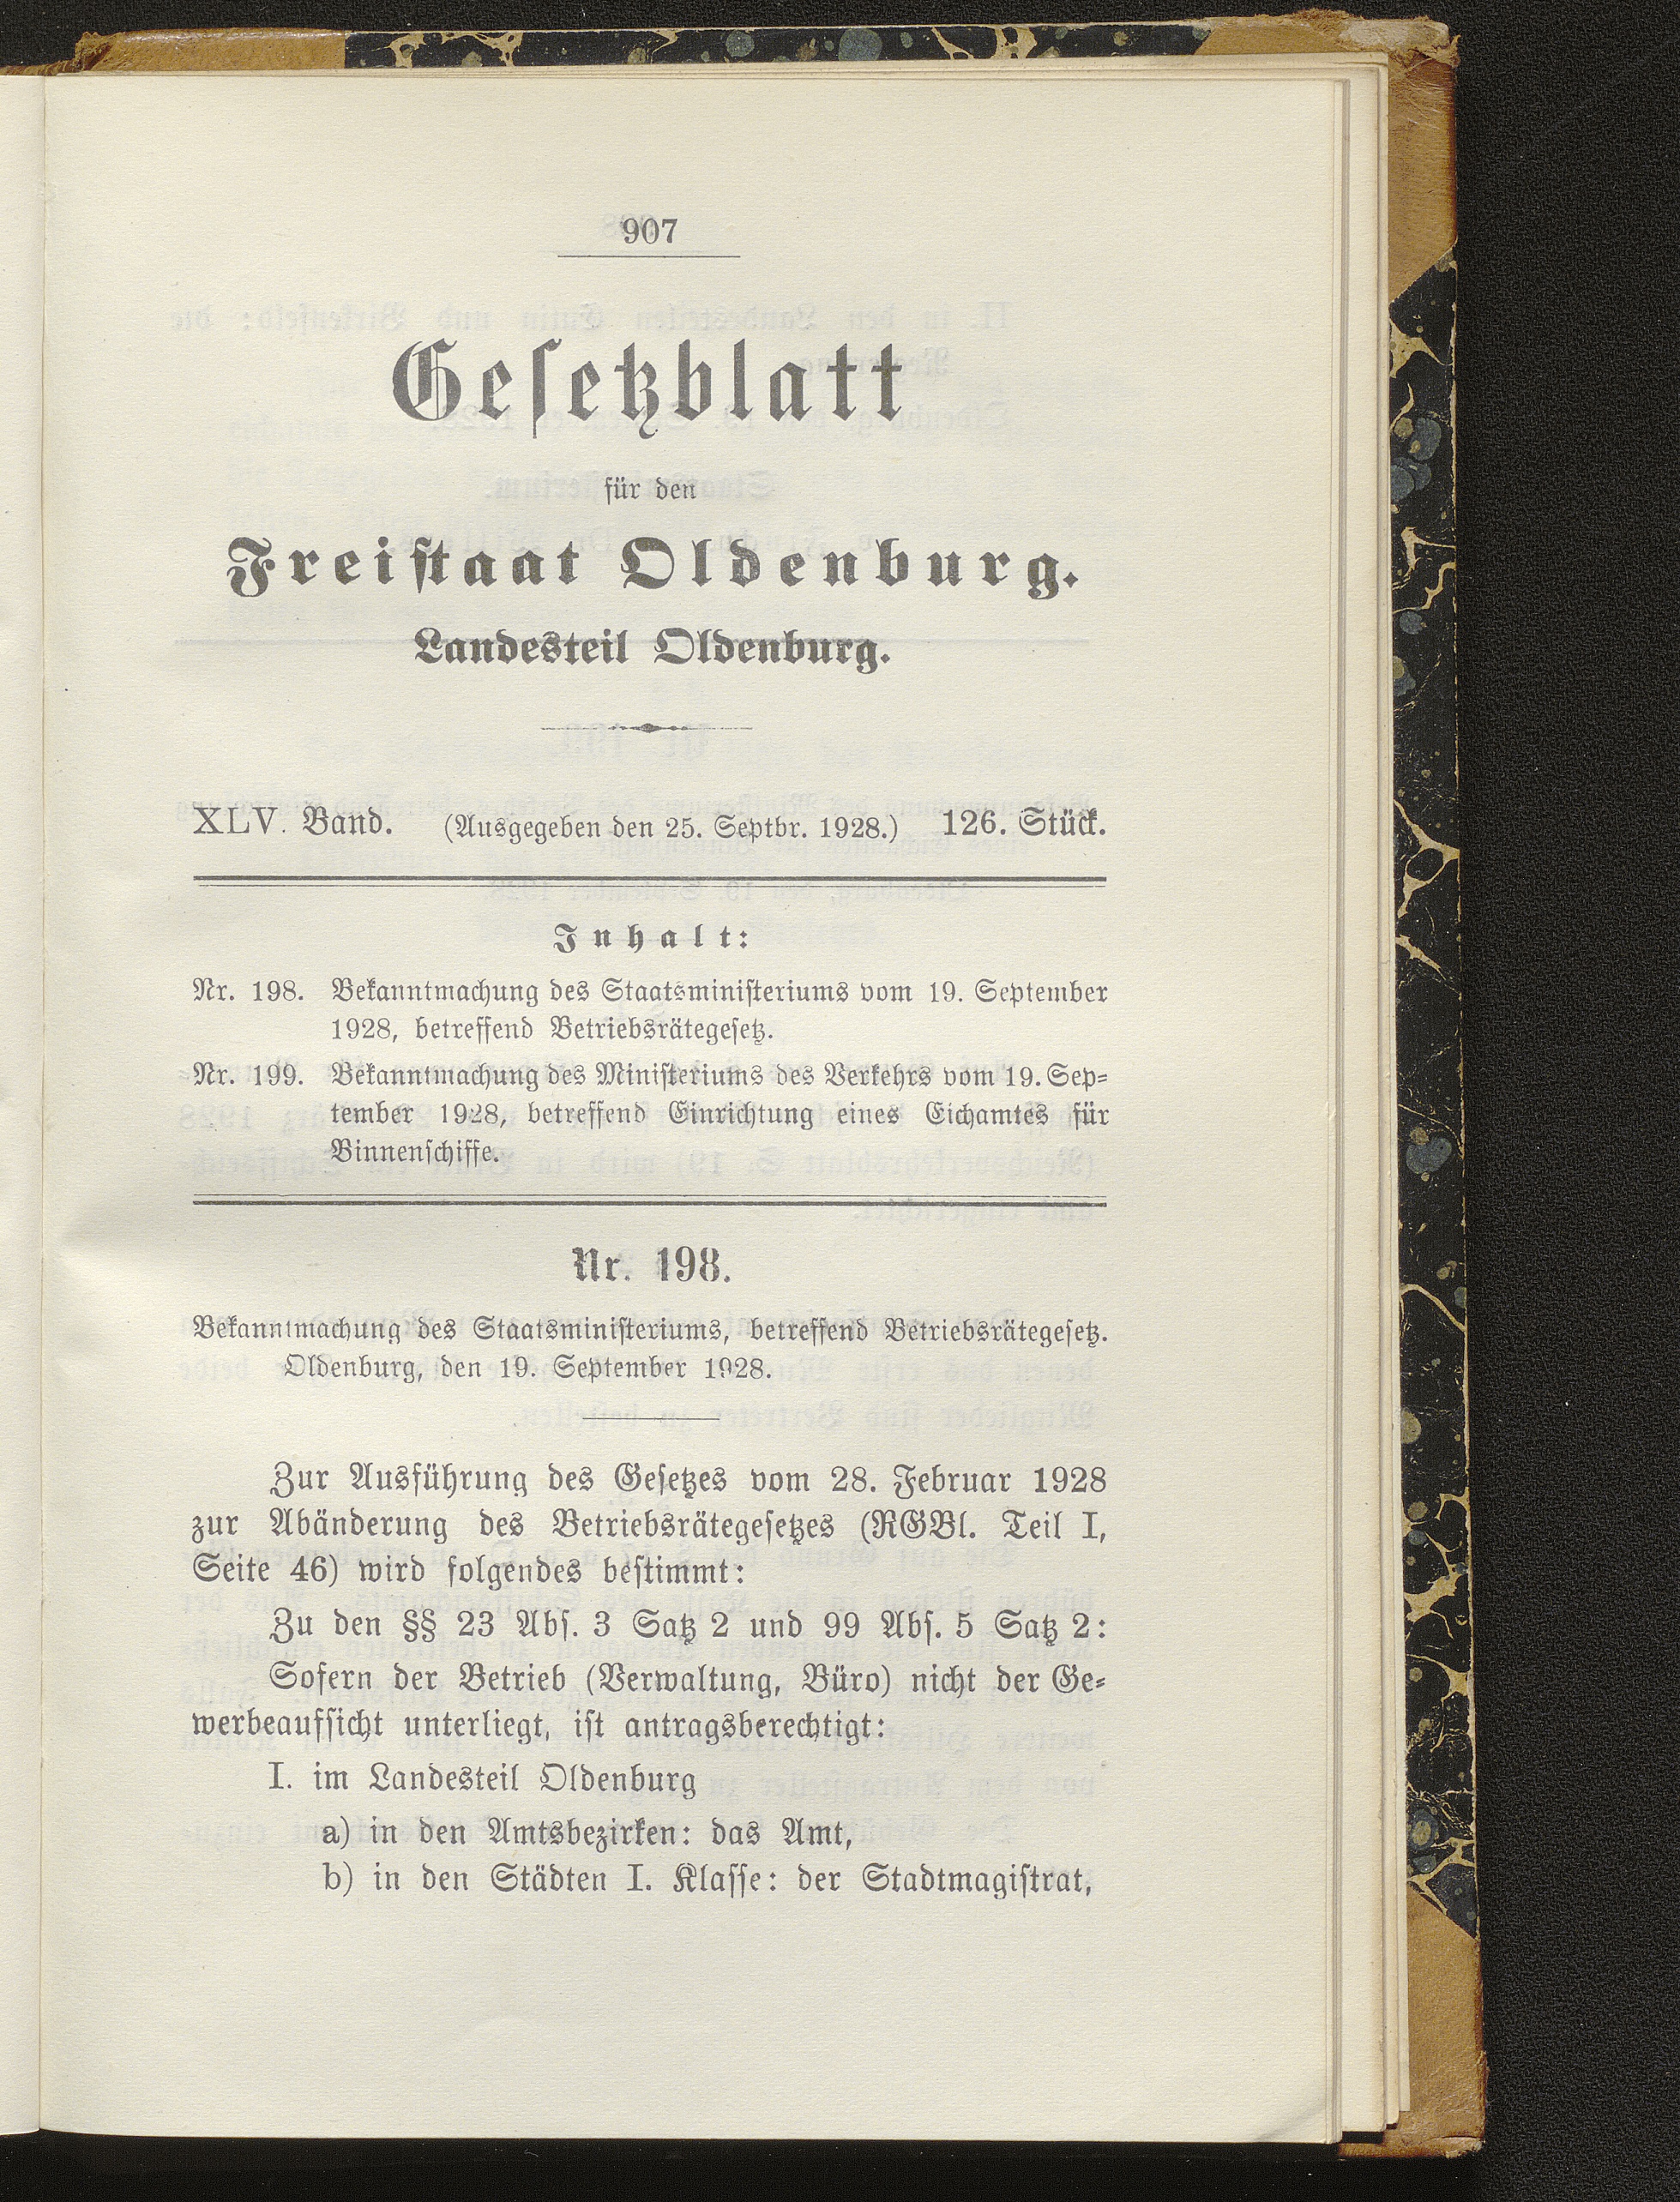 907
Gesetzblatt
für den
Freistaat Oldenburg.
Landesteil Oldenburg.
XLV. Band. (Ausgegeben den 25. Septbr. 1928.) 126. Stück.
Inhalt:
Nr. 198. Bekanntmachung des Staatsministeriums vom 19. September
1928, betreffend Betriebsrätegesetz.
Nr. 199. Bekanntmachung des Ministeriums des Verkehrs vom 19. Sep-
tember 1928, betreffend Einrichtung eines Eichamtes für
Binnenschiffe.
Nr. 198.
Bekanntmachung des Staatsministeriums, betreffend Betriebsrätegesetz.
Oldenburg, den 19. September 1928.
Zur Ausführung des Gesetzes vom 28. Februar 1928
zur Abänderung des Betriebsrätegesetzes (RGBl. Teil I,
Seite 46) wird folgendes bestimmt:
Zu den §§ 23 Abs. 3 Satz 2 und 99 Abs. 5 Satz 2:
Sofern der Betrieb (Verwaltung, Büro) nicht der Ge-
werbeaufsicht unterliegt, ist antragsberechtigt:
I. im Landesteil Oldenburg
a) in den Amtsbezirken: das Amt,
b) in den Städten I. Klasse: der Stadtmagistrat,